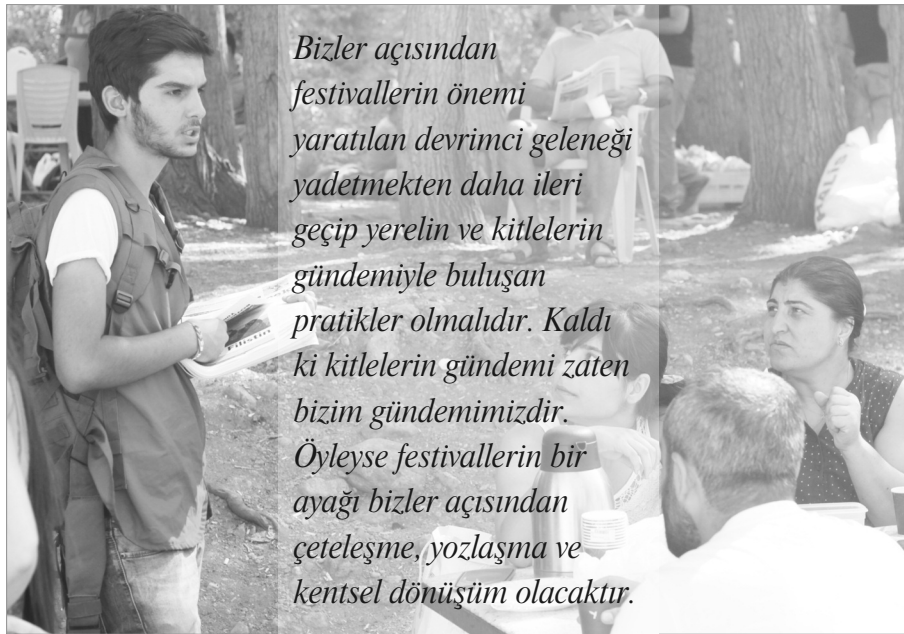 Bizler açısından
festivallerin önemi
yaratılan devrimci geleneği
yadetmekten daha ileri
geçip yerelin ve kitlelerin
gündemiyle buluşan
pratikler olmalıdır. Kaldı
ki kitlelerin gündemi zaten
bizim gündemimizdir.
Öyleyse festivallerin bir
ayağı bizler açısından
çeteleşme, yozlaşma ve
kentsel dönüşüm olacaktır.
Filistin